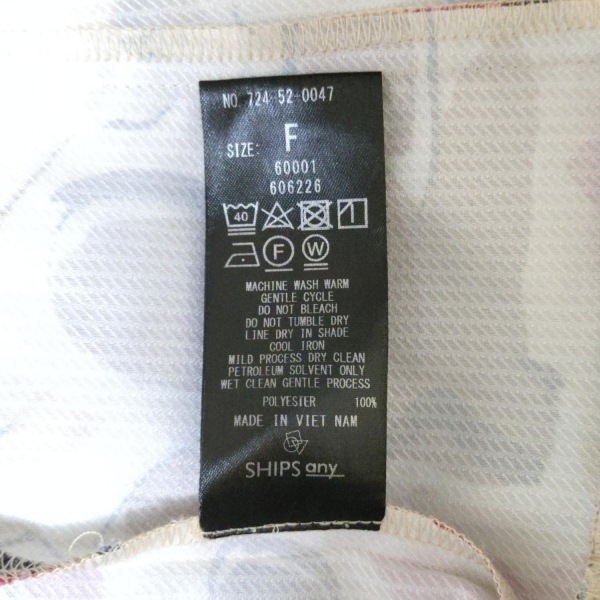 NO. 724-52-0047
SIZE: F
60001
606226
40
F W
MACHINE WASH WARM
GENTLE CYCLE
DO NOT BLEACH
DO NOT TUMBLE DRY
LINE DRY IN SHADE
COOL IRON
MILD PROCESS DRY CLEAN
PETROLEUM SOLVENT ONLY
WET CLEAN GENTLE PROCESS
POLYESTER 100%
MADE IN VIET NAM
SHIPS any